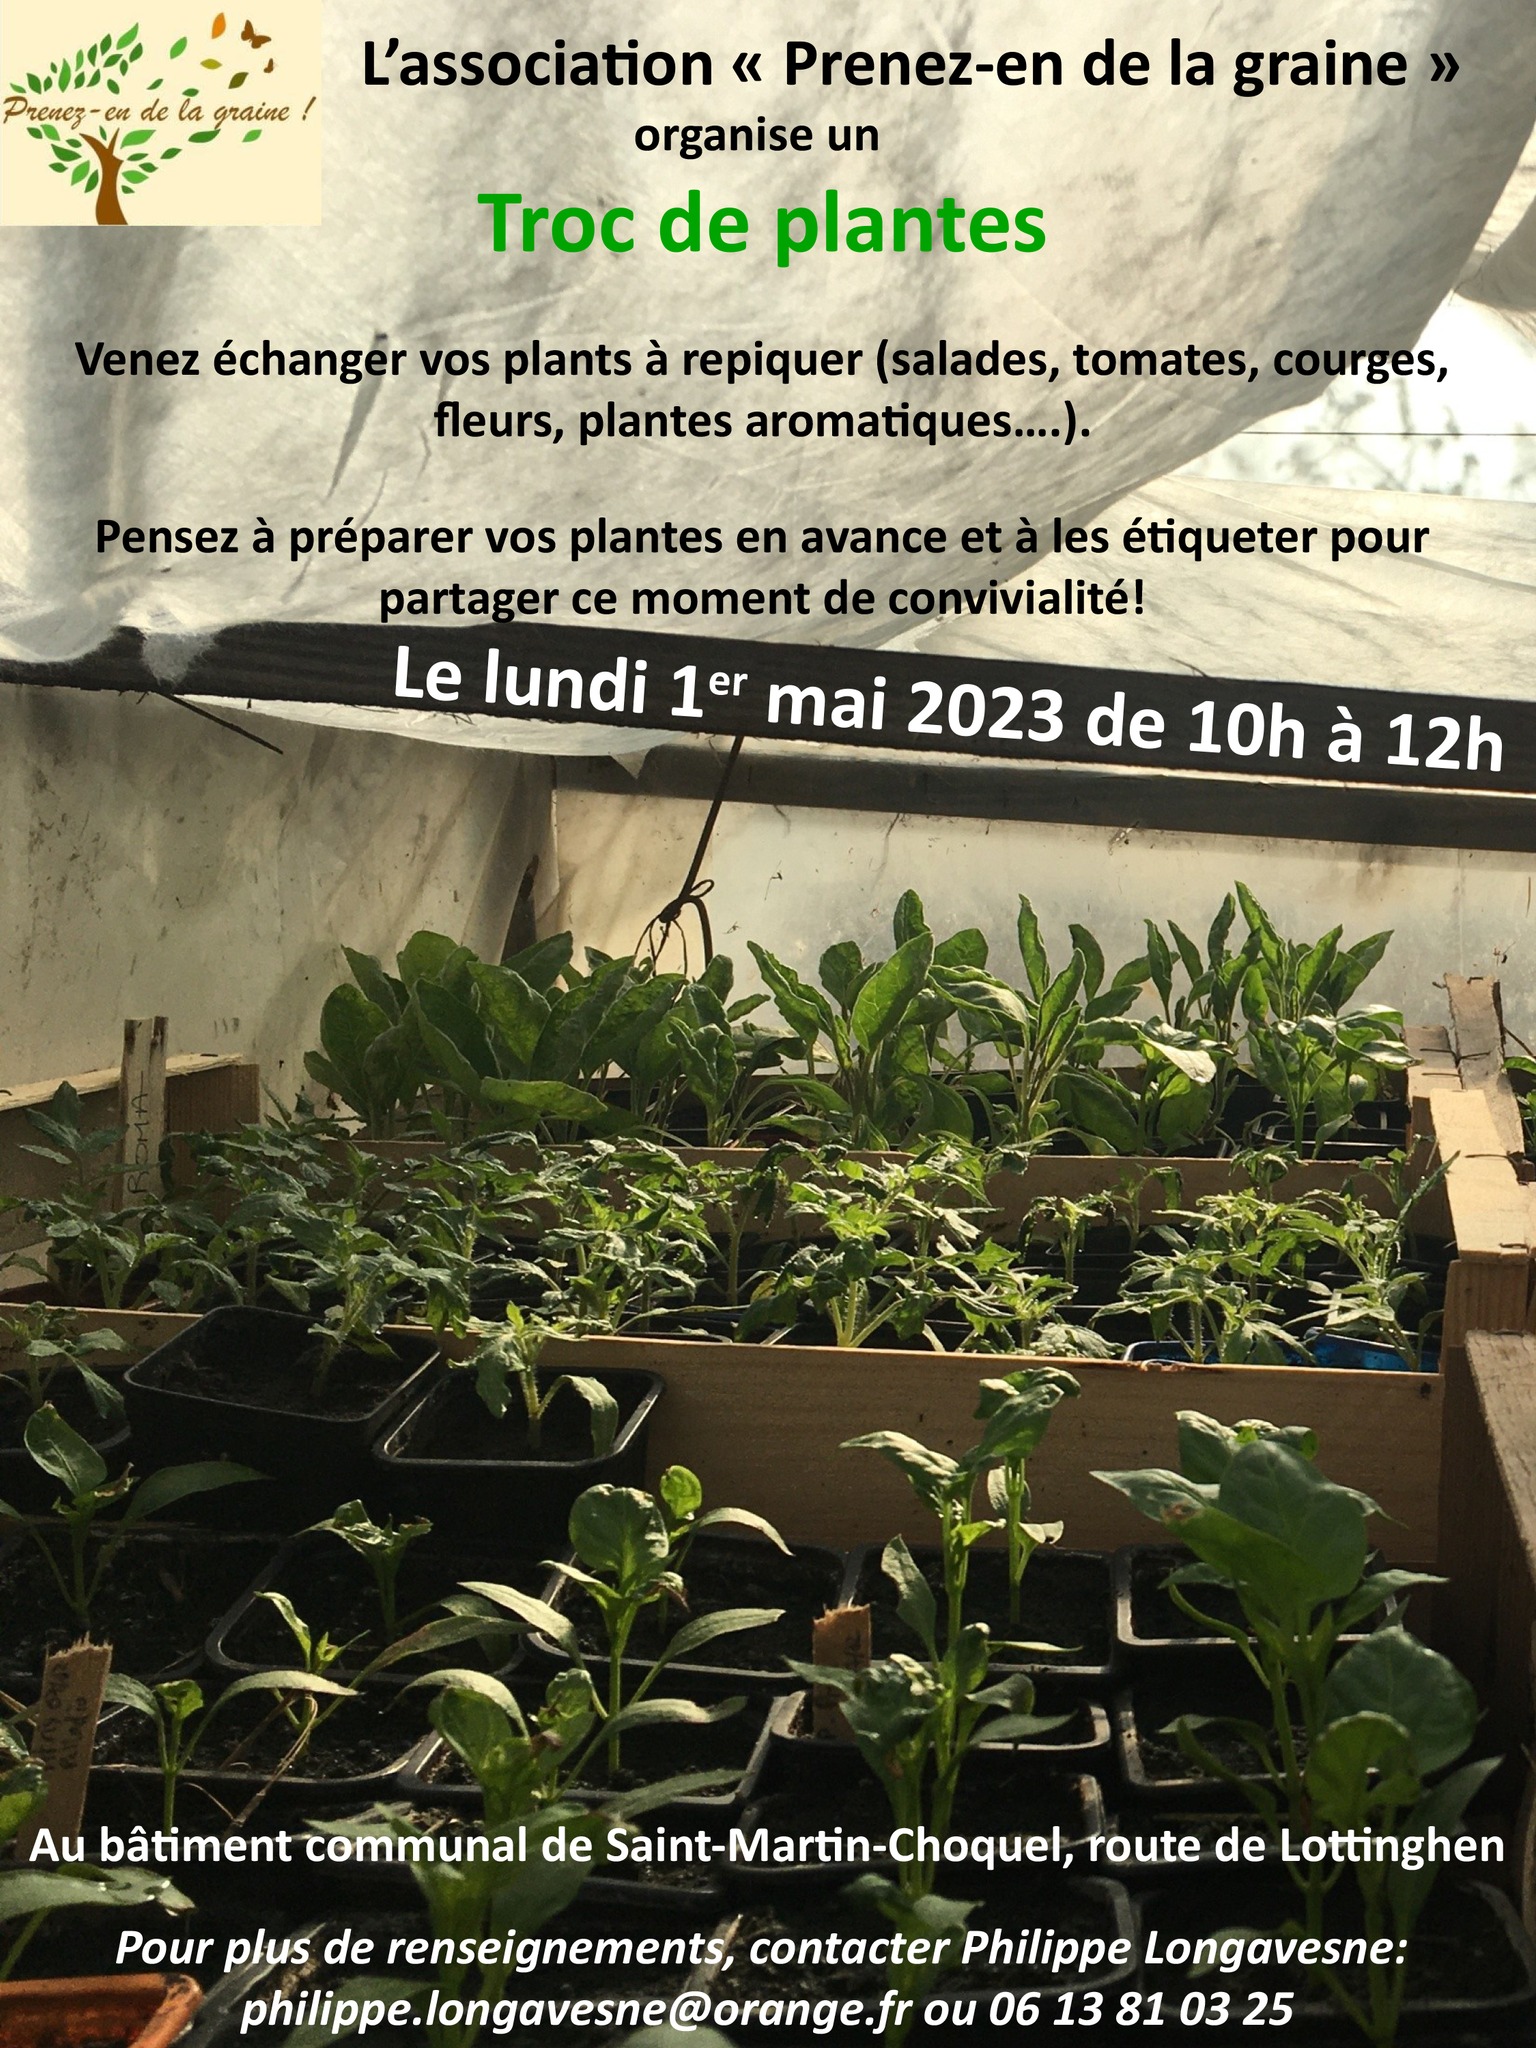 Prenez-en de la graine !
L’association « Prenez-en de la graine »
organise un
Troc de plantes
Venez échanger vos plants à repiquer (salades, tomates, courges,
fleurs, plantes aromatiques….).
Pensez à préparer vos plantes en avance et à les étiqueter pour
partager ce moment de convivialité!
Le lundi 1er mai 2023 de 10h à 12h
ROMA
Au bâtiment communal de Saint-Martin-Choquel, route de Lottinghen
Pour plus de renseignements, contacter Philippe Longavesne:
philippe.longavesne@orange.fr ou 06 13 81 03 25